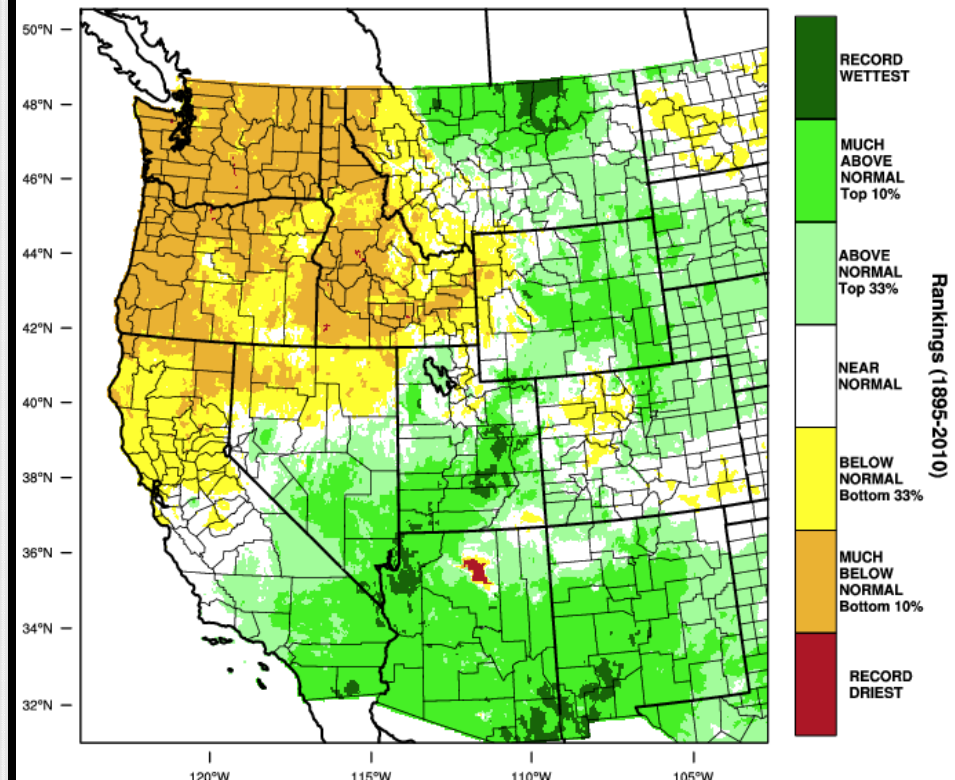 50°N
48°N
46°N
44°N
42°N
40°N
38°N
36°N
34°N
32°N
120°W
115°W
110°W
105°W
RECORD
WETTEST
MUCH
ABOVE
NORMAL
Top 10%
ABOVE
NORMAL
Top 33%
NEAR
NORMAL
BELOW
NORMAL
Bottom 33%
MUCH
BELOW
NORMAL
Bottom 10%
RECORD
DRIEST
Rankings (1895-2010)